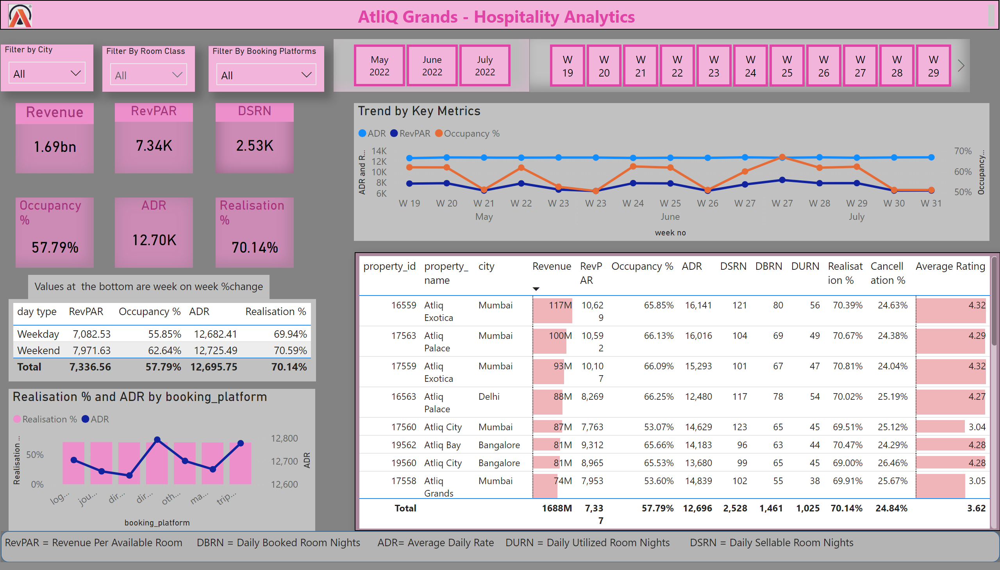 AtliQ Grands - Hospitality Analytics
Filter by City
All
Filter By Room Class
All
Filter By Booking Platforms
All
May
2022
June
2022
July
2022
W
19
W
20
W
21
W
22
W
23
W
24
W
25
W
26
W
27
W
28
W
29
Revenue
1.69bn
RevPAR
7.34K
DSRN
2.53K
Occupancy
%
57.79%
ADR
12.70K
Realisation
%
70.14%
Trend by Key Metrics
ADR RevPAR Occupancy %
ADR and R...
14K
12K
10K
8K
6K
70%
60%
50%
Occupancy...
W 19 W 20 W 21 W 22 W 23 W 23 W 24 W 25 W 26 W 27 W 27 W 28 W 29 W 30 W 31
May June July
week no
Values at the bottom are week on week %change
day type RevPAR Occupancy % ADR Realisation %
Weekday 7,082.53 55.85% 12,682.41 69.94%
Weekend 7,971.63 62.64% 12,725.49 70.59%
Total 7,336.56 57.79% 12,695.75 70.14%
Realisation % and ADR by booking_platform
Realisation % ADR
Realisation ...
50%
0%
12,800
12,700
12,600
ADR
log... jou... dir... dir... oth... ma... trip...
booking_platform
property_id property_ city Revenue RevP Occupancy % ADR DSRN DBRN DURN Realisat Cancell Average Rating
name AR ion % ation %
16559 Atliq Mumbai 117M 10,62 65.85% 16,141 121 80 56 70.39% 24.63% 4.32
Exotica 9
17563 Atliq Mumbai 100M 10,59 66.13% 16,016 104 69 49 70.67% 24.38% 4.29
Palace 2
17559 Atliq Mumbai 93M 10,10 66.09% 15,293 101 67 47 70.81% 24.04% 4.32
Exotica 7
16563 Atliq Delhi 88M 8,269 66.25% 12,480 117 78 54 70.02% 25.19% 4.27
Palace
17560 Atliq City Mumbai 87M 7,763 53.07% 14,629 123 65 45 69.51% 25.12% 3.04
19562 Atliq Bay Bangalore 81M 9,312 65.66% 14,183 96 63 44 70.47% 24.29% 4.28
19560 Atliq City Bangalore 81M 8,965 65.53% 13,680 99 65 45 69.00% 26.46% 4.28
17558 Atliq Mumbai 74M 7,953 53.60% 14,839 102 55 38 69.91% 25.67% 3.05
Grands
Total 1688M 7,33 57.79% 12,696 2,528 1,461 1,025 70.14% 24.84% 3.62
7
RevPAR = Revenue Per Available Room DBRN = Daily Booked Room Nights ADR= Average Daily Rate DURN = Daily Utilized Room Nights DSRN = Daily Sellable Room Nights